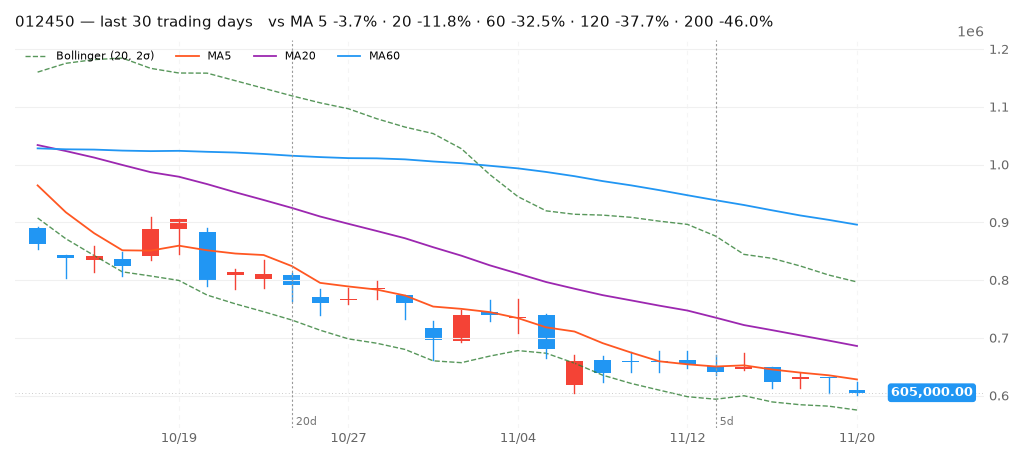 012450 — last 30 trading days   vs MA 5 -3.7% · 20 -11.8% · 60 -32.5% · 120 -37.7% · 200 -46.0%
1e6
Bollinger (20, 2σ)
MA5
MA20
MA60
1.2
1.1
1.0
0.9
0.8
0.7
0.6
605,000.00
20d
5d
10/19
10/27
11/04
11/12
11/20